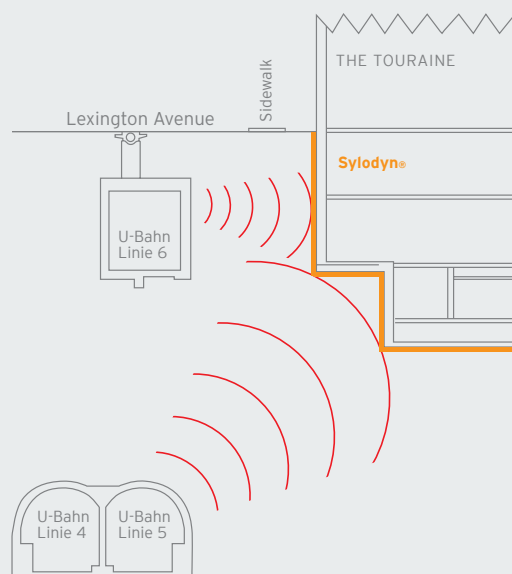 THE TOURAINE
Sidewalk
Lexington Avenue
Sylodyn®
U-Bahn
Linie 6
U-Bahn
Linie 4
U-Bahn
Linie 5